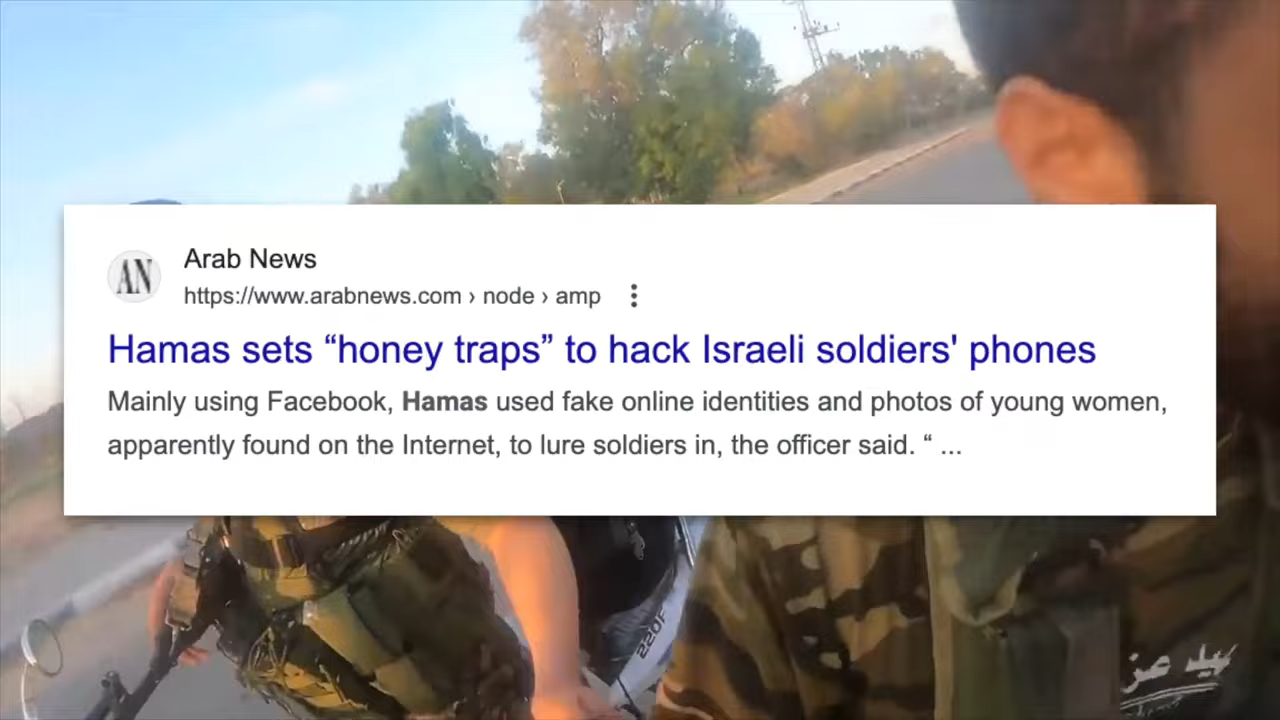 AN
Arab News
https://www.arabnews.com › node › amp
Hamas sets “honey traps” to hack Israeli soldiers' phones
Mainly using Facebook, Hamas used fake online identities and photos of young women,
apparently found on the Internet, to lure soldiers in, the officer said. “ ...
220F